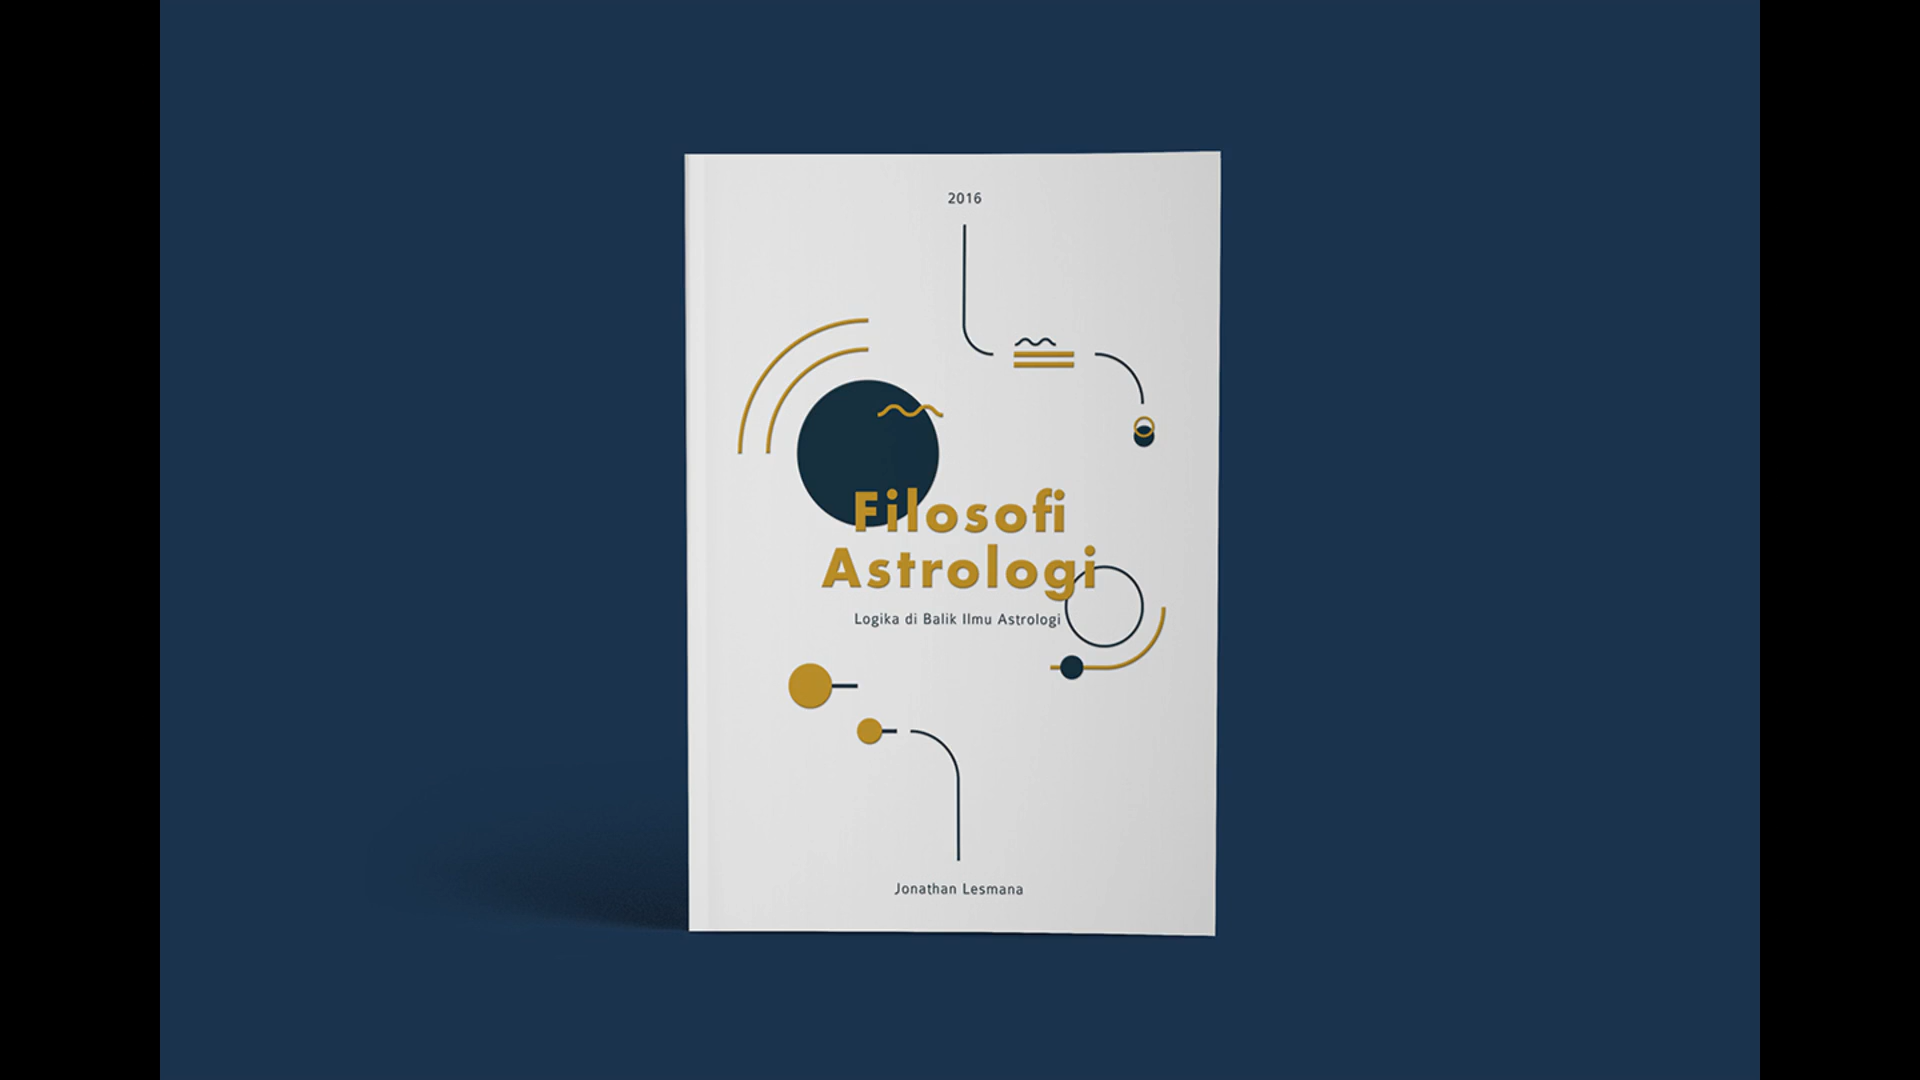 2016
Filosofi
Astrologi
Logika di Balik Ilmu Astrologi
Jonathan Lesmana